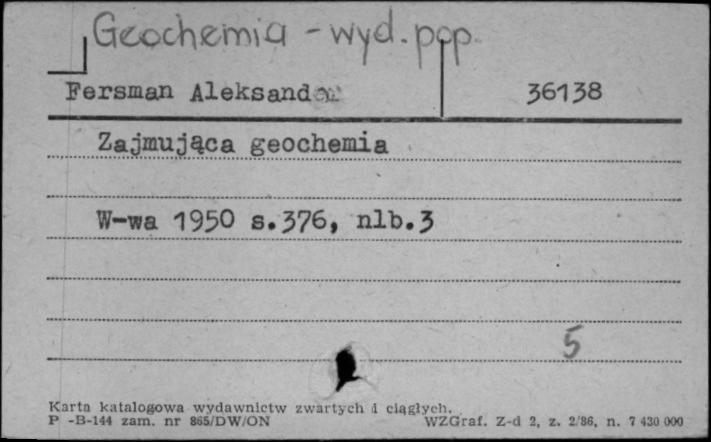 Geochemia - wyd. pop.
Fersman Aleksander 36138
Zajmująca geochemia
W-wa 1950 s.376, nlb.3
5
Karta katalogowa wydawnictw zwartych i ciągłych.
P -B-144 zam. nr 865/DW/ON WZGraf. Z-d 2, z. 2/86, n. 7 430 000